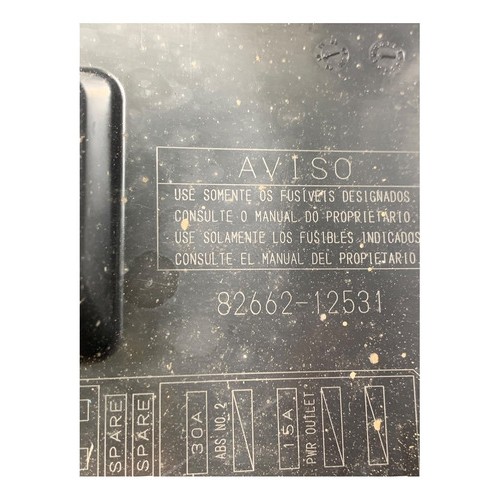 AVISO
USE SOMENTE OS FUSÍVEIS DESIGNADOS.
CONSULTE O MANUAL DO PROPRIETÁRIO.
USE SOLAMENTE LOS FUSIBLES INDICADOS
CONSULTE EL MANUAL DEL PROPIETARIO
82662-12531
SPARE
SPARE
30A
ABS NO.2
15A
PWR OUTLET